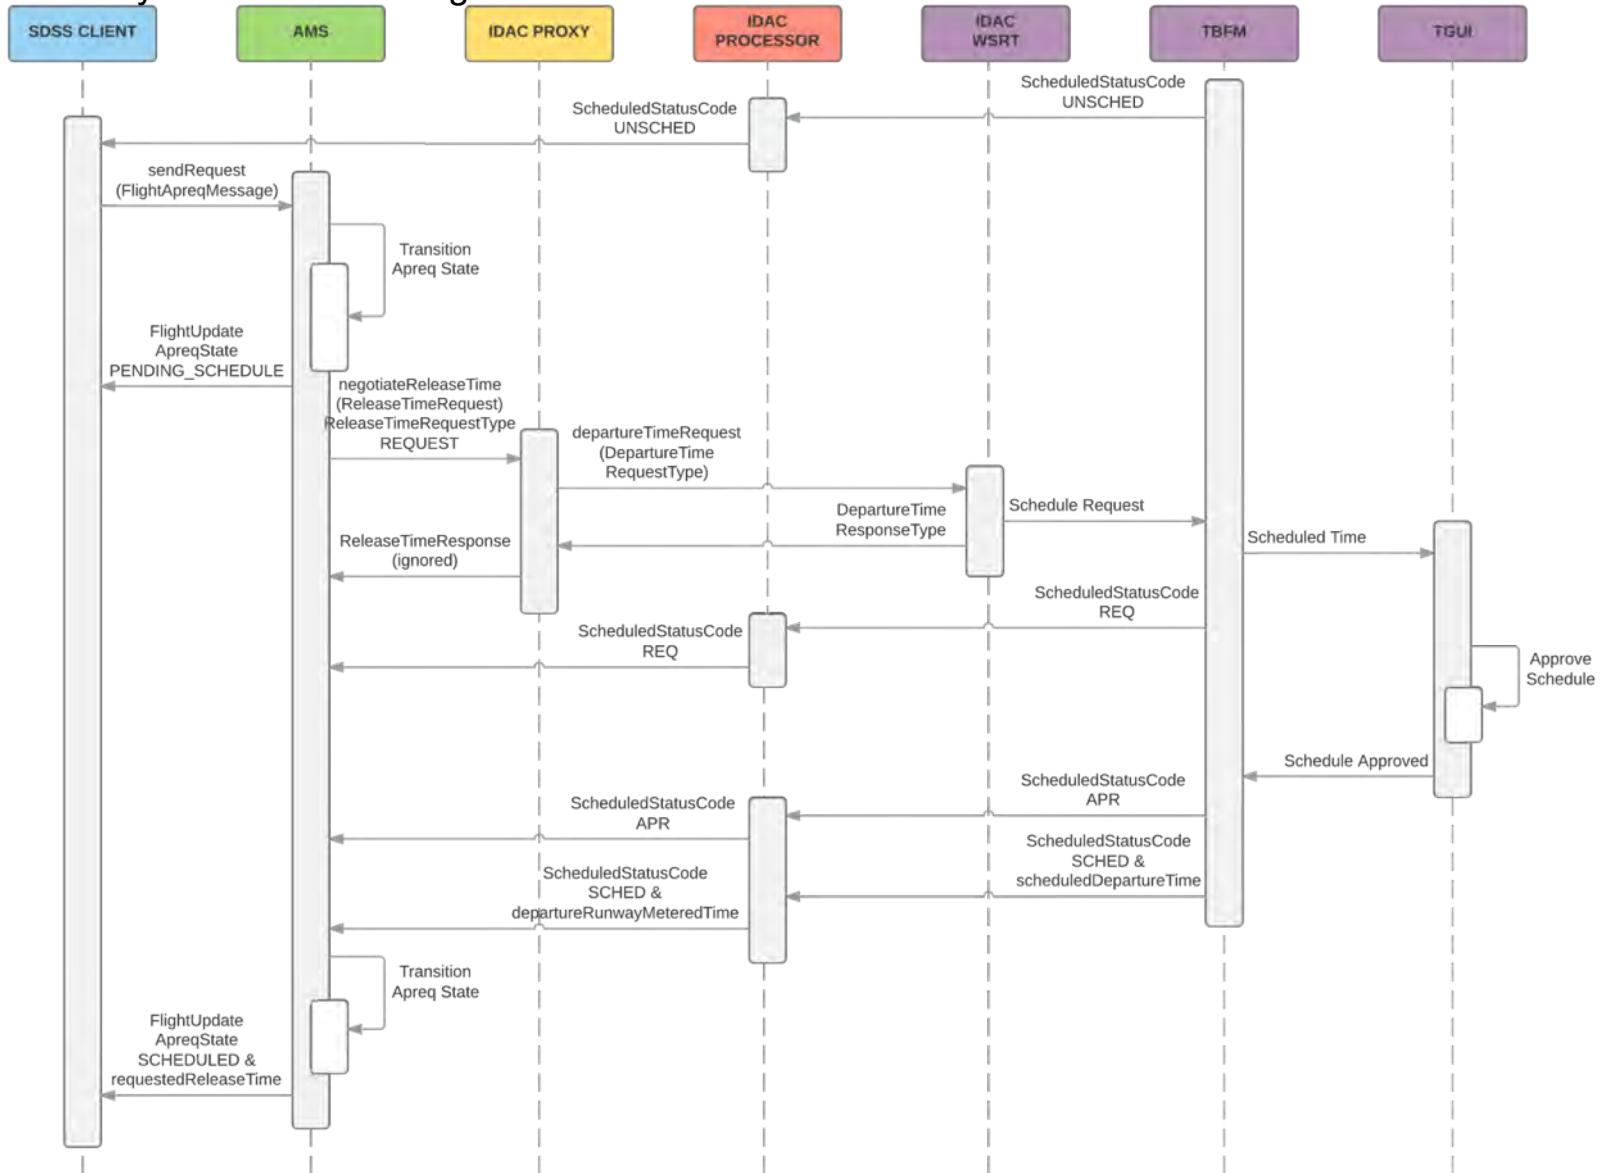 SDSS CLIENT
AMS
IDAC PROXY
IDAC
PROCESSOR
IDAC
WSRT
TBFM
TGUI
ScheduledStatusCode
UNSCHED
ScheduledStatusCode
UNSCHED
sendRequest
(FlightApreqMessage)
Transition
Apreq State
FlightUpdate
ApreqState
PENDING_SCHEDULE
negotiateReleaseTime
(ReleaseTimeRequest)
ReleaseTimeRequestType
REQUEST
departureTimeRequest
(DepartureTime
RequestType)
Schedule Request
DepartureTime
ResponseType
Scheduled Time
ReleaseTimeResponse
(ignored)
ScheduledStatusCode
REQ
ScheduledStatusCode
REQ
Approve
Schedule
Schedule Approved
ScheduledStatusCode
APR
ScheduledStatusCode
APR
ScheduledStatusCode
SCHED &
scheduledDepartureTime
ScheduledStatusCode
SCHED &
departureRunwayMeteredTime
Transition
Apreq State
FlightUpdate
ApreqState
SCHEDULED &
requestedReleaseTime